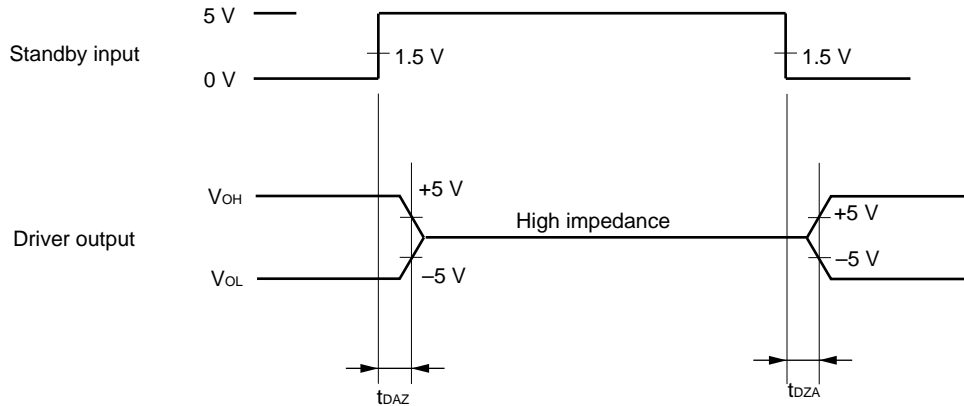 5 V
Standby input
1.5 V
1.5 V
0 V
VOH
+5 V
+5 V
High impedance
Driver output
–5 V
–5 V
VOL
tDAZ
tDZA